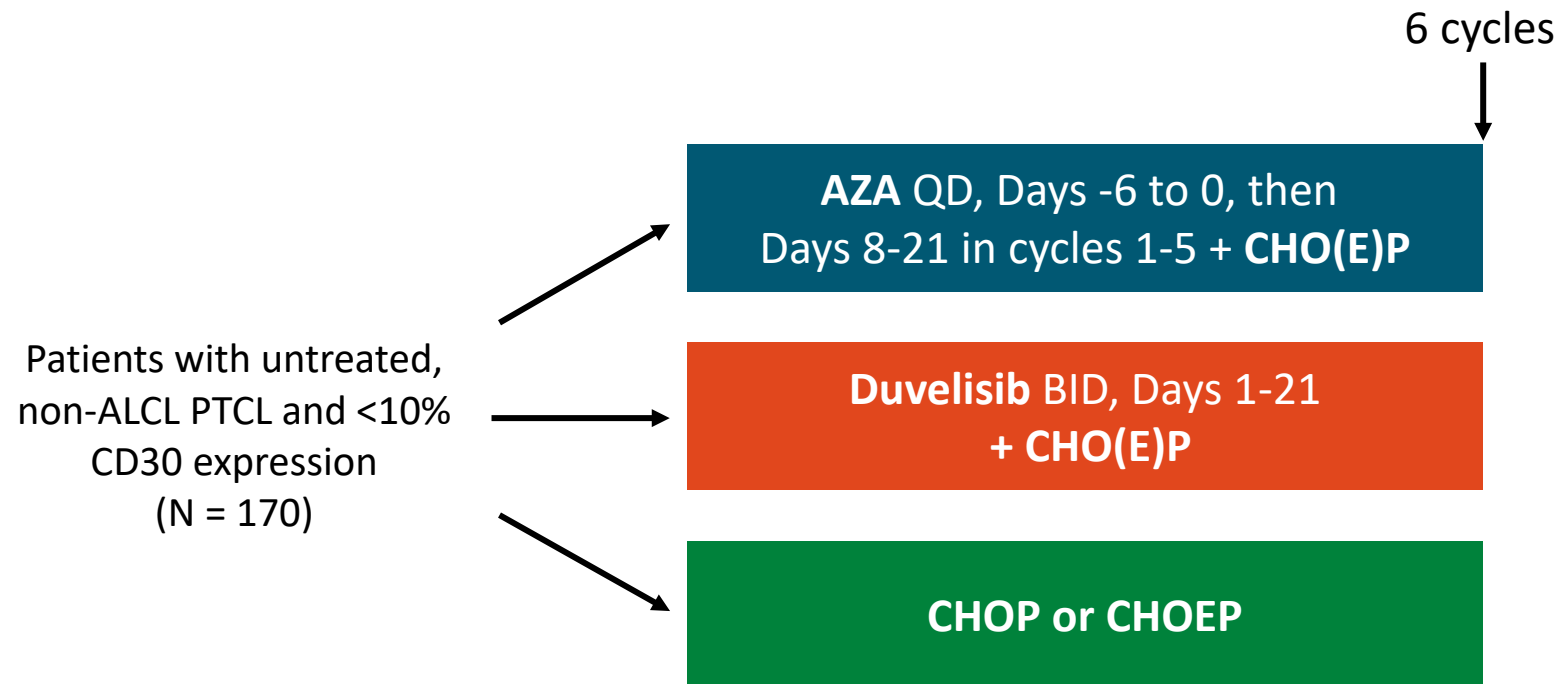 6 cycles
AZA QD, Days -6 to 0, then
Days 8-21 in cycles 1-5 + CHO(E)P
Patients with untreated,
non-ALCL PTCL and <10%
CD30 expression
(N = 170)
Duvelisib BID, Days 1-21
+ CHO(E)P
CHOP or CHOEP